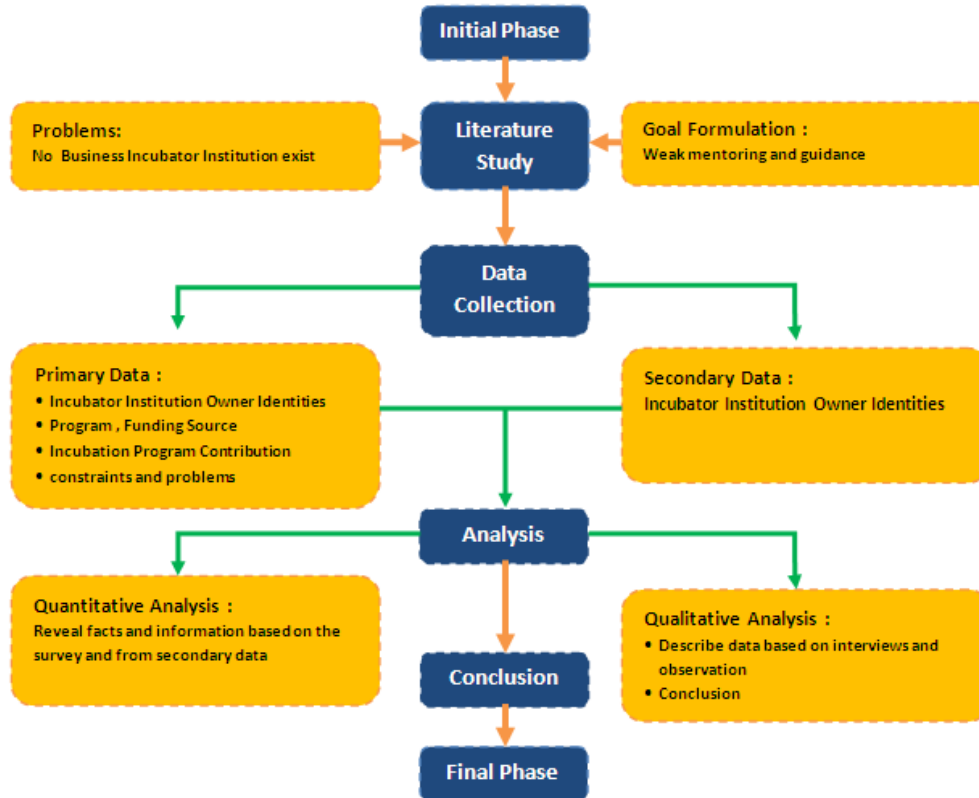 Initial Phase
Problems:
No Business Incubator Institution exist
Literature
Study
Goal Formulation :
Weak mentoring and guidance
Data
Collection
Primary Data :
• Incubator Institution Owner Identities
• Program , Funding Source
• Incubation Program Contribution
• constraints and problems
Secondary Data :
Incubator Institution Owner Identities
Analysis
Quantitative Analysis :
Reveal facts and information based on the
survey and from secondary data
Qualitative Analysis :
• Describe data based on interviews and
observation
• Conclusion
Conclusion
Final Phase